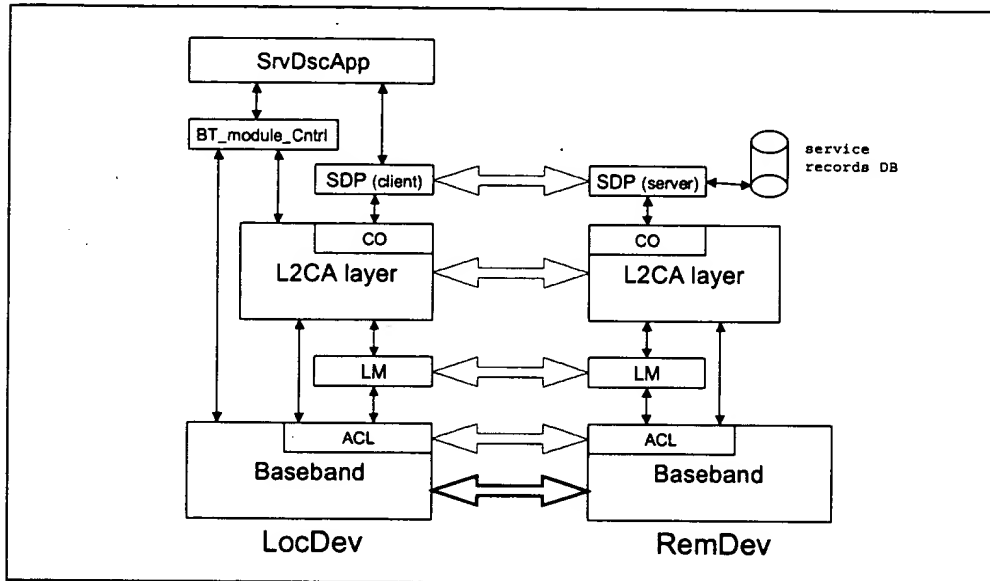 SrvDscApp
BT_module_Cntrl
SDP (client)
SDP (server)
service
records DB
CO
L2CA layer
CO
L2CA layer
LM
LM
ACL
Baseband
ACL
Baseband
LocDev
RemDev